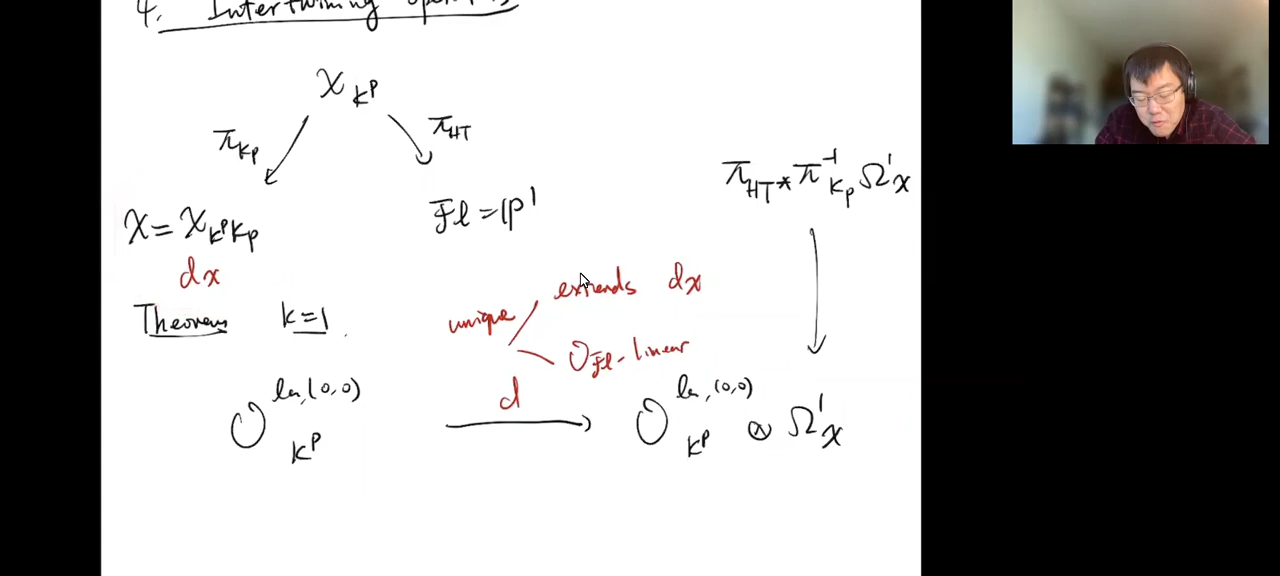 4. Intertwining operators
𝒳_{K^p}
π_{K_p} π_{HT}
π_{HT*} π^{-1}_{K_p} Ω^1_𝒳
𝒳 = 𝒳_{K^pK_p} ℱl = ℙ^1
d_𝒳
unique extends d_𝒳
Theorem k=1.
𝒪_{ℱl}-linear
𝒪^{la,(0,0)}_{K^p} d 𝒪^{la,(0,0)}_{K^p} ⊗ Ω^1_𝒳